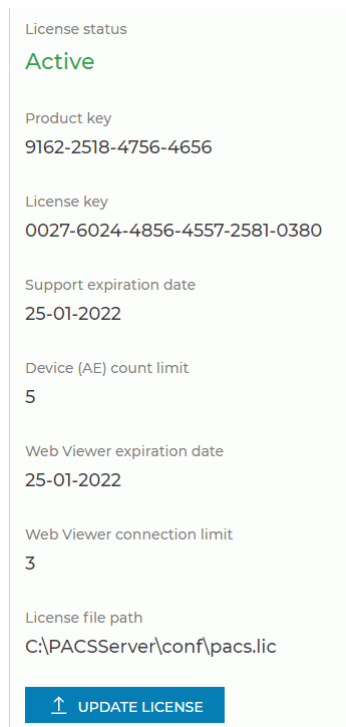 License status
Active
Product key
9162-2518-4756-4656
License key
0027-6024-4856-4557-2581-0380
Support expiration date
25-01-2022
Device (AE) count limit
5
Web Viewer expiration date
25-01-2022
Web Viewer connection limit
3
License file path
C:\PACSServer\conf\pacs.lic
UPDATE LICENSE